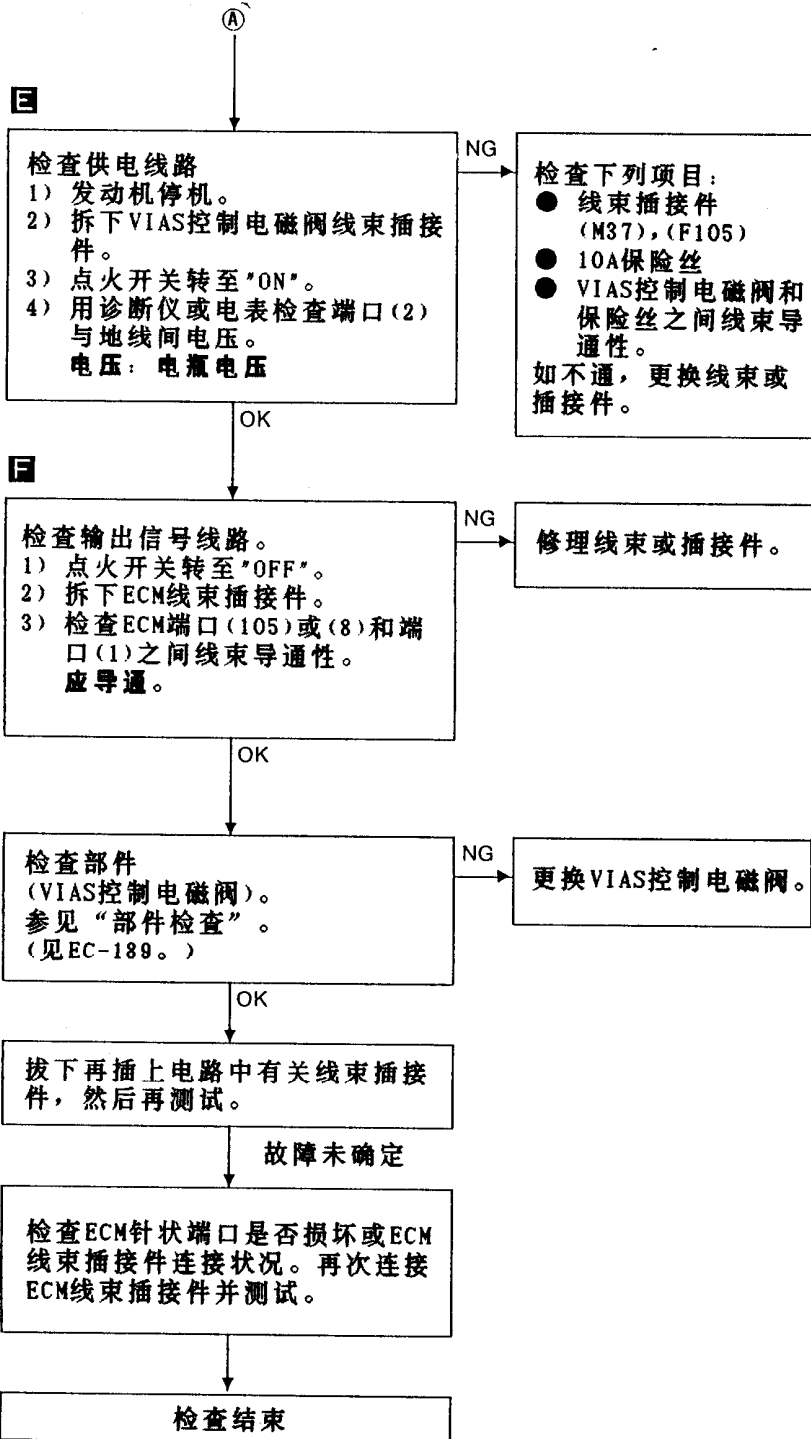 Ⓐ
E
检查供电线路
1) 发动机停机。
2) 拆下VIAS控制电磁阀线束插接
件。
3) 点火开关转至"ON"。
4) 用诊断仪或电表检查端口(2)
与地线间电压。
电压: 电瓶电压
NG
检查下列项目:
● 线束插接件
(M37),(F105)
● 10A保险丝
● VIAS控制电磁阀和
保险丝之间线束导
通性。
如不通，更换线束或
插接件。
OK
F
检查输出信号线路。
1) 点火开关转至"OFF"。
2) 拆下ECM线束插接件。
3) 检查ECM端口(105)或(8)和端
口(1)之间线束导通性。
应导通。
NG
修理线束或插接件。
OK
检查部件
(VIAS控制电磁阀)。
参见“部件检查”。
(见EC-189。)
NG
更换VIAS控制电磁阀。
OK
拔下再插上电路中有关线束插接
件，然后再测试。
故障未确定
检查ECM针状端口是否损坏或ECM
线束插接件连接状况。再次连接
ECM线束插接件并测试。
检查结束